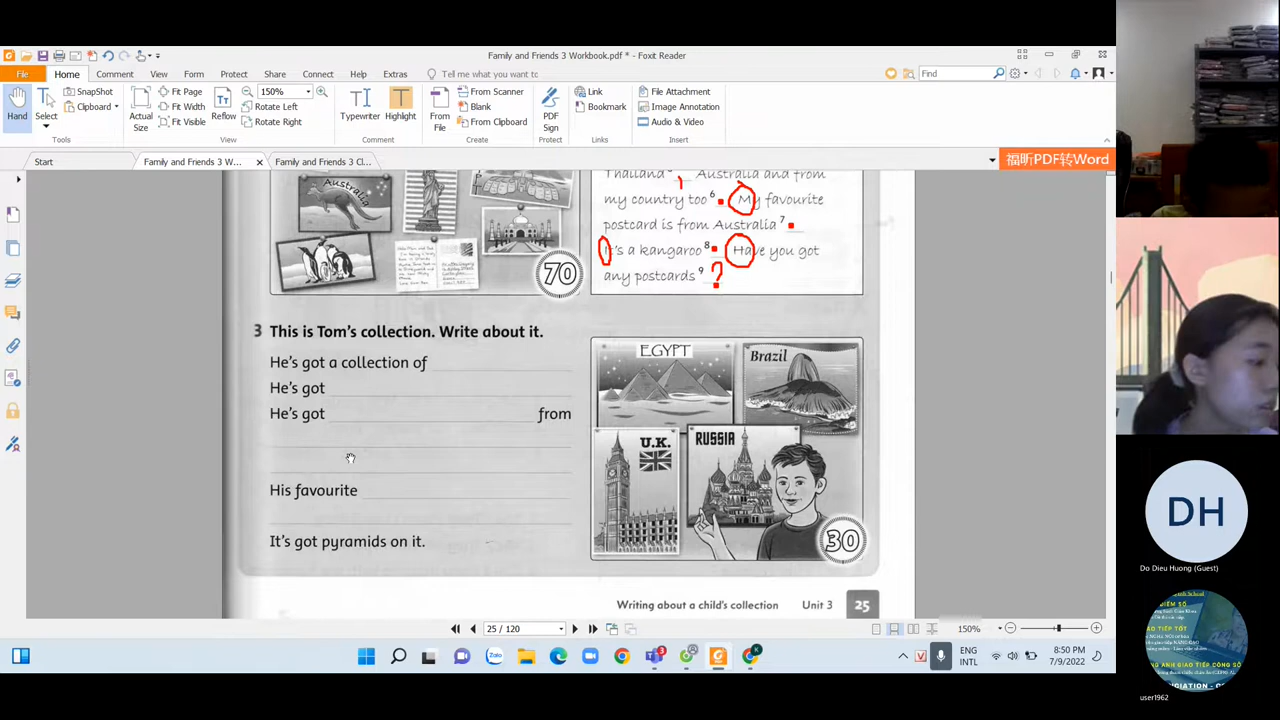 Family and Friends 3 Workbook.pdf * - Foxit Reader
File Home Comment View Form Protect Share Connect Help Extras Tell me what you want to Find
Hand
Select
SnapShot
Clipboard
Actual Size
Fit Page
Fit Width
Fit Visible
Reflow
150%
Rotate Left
Rotate Right
Typewriter
Highlight
From File
From Scanner
Blank
From Clipboard
PDF Sign
Link
Bookmark
File Attachment
Image Annotation
Audio & Video
Tools View Comment Create Protect Links Insert
Start Family and Friends 3 W... Family and Friends 3 Cl... 福昕PDF转Word
Australia
70
Thailand , Australia and from
my country too 6 . My favourite
postcard is from Australia 7 .
It's a kangaroo 8 . Have you got
any postcards 9 ?
3 This is Tom's collection. Write about it.
He's got a collection of
He's got
He's got from
His favourite
It's got pyramids on it.
EGYPT
Brazil
U.K.
RUSSIA
30
Writing about a child's collection Unit 3 25
25 / 120 150%
ENG
INTL
8:50 PM
7/9/2022
DH
Do Dieu Huong (Guest)
user1962